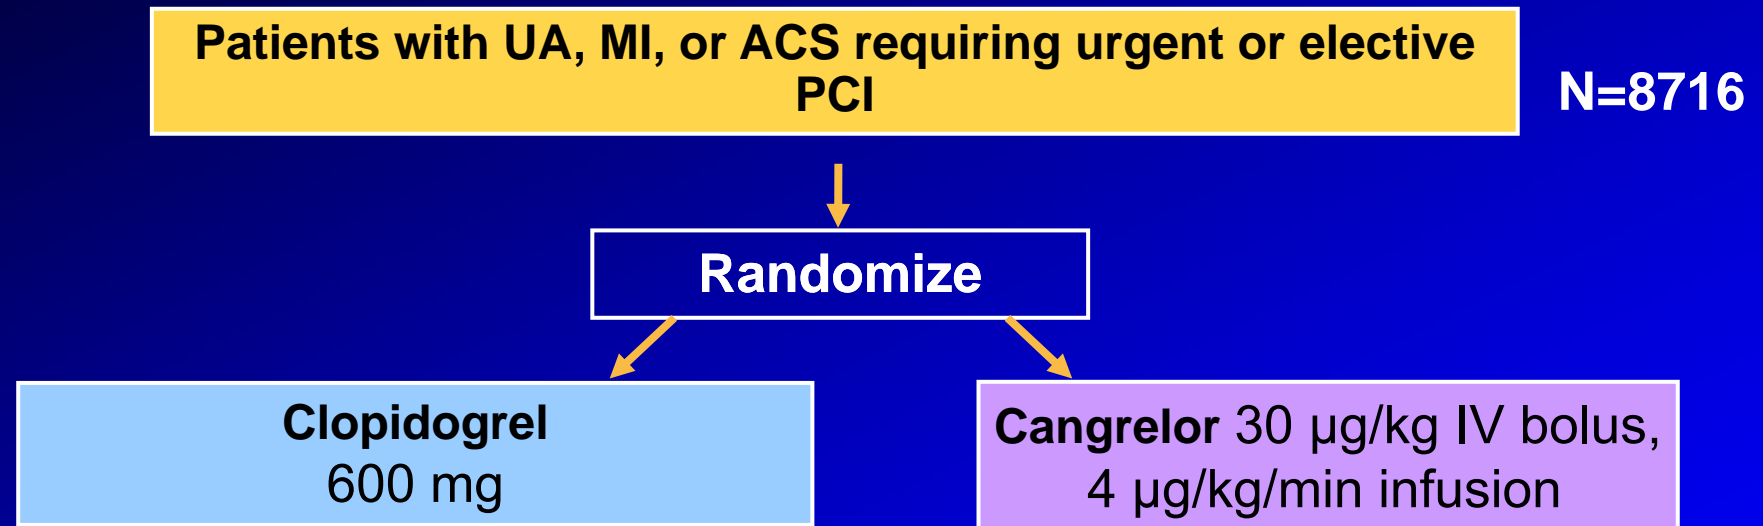 Patients with UA, MI, or ACS requiring urgent or elective
PCI
N=8716
Randomize
Clopidogrel
600 mg
Cangrelor 30 μg/kg IV bolus,
4 μg/kg/min infusion